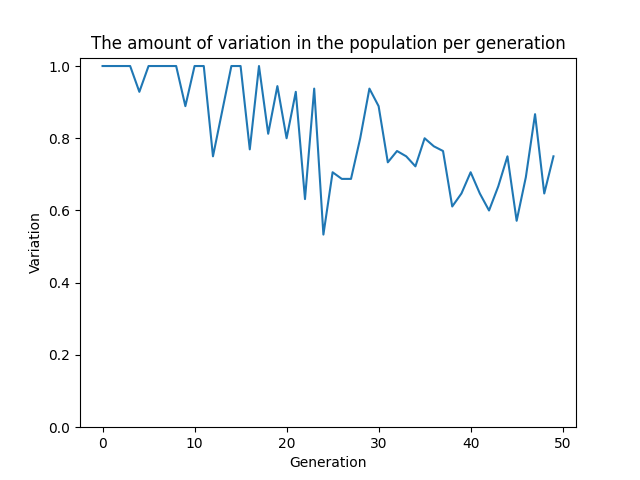 The amount of variation in the population per generation
1.0
0.8
0.6
0.4
0.2
0.0
Variation
0 10 20 30 40 50
Generation